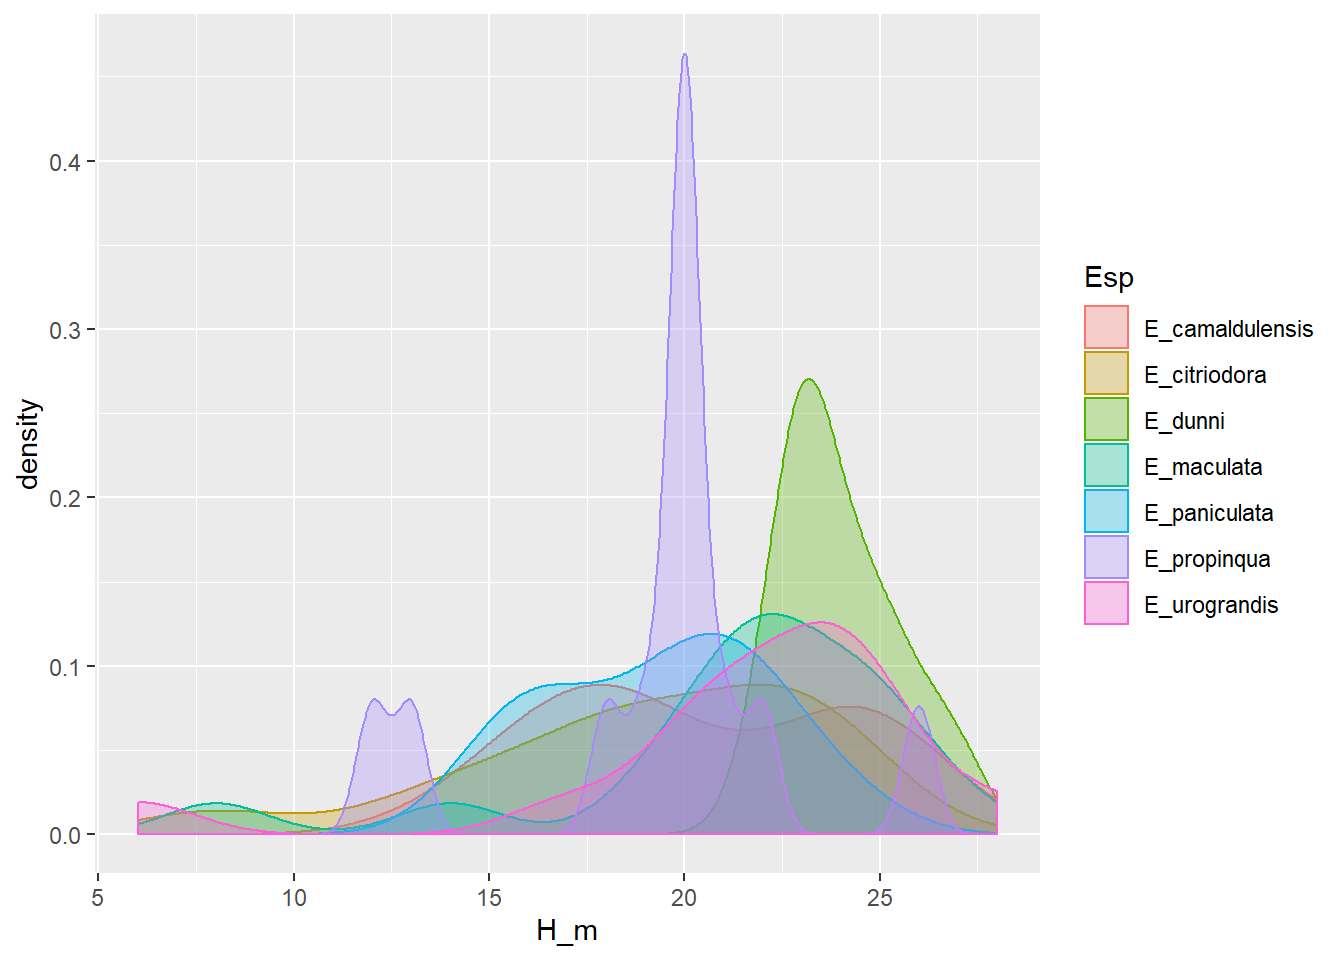 0.4
0.3
0.2
0.1
0.0
density
5
10
15
20
25
H_m
Esp
E_camaldulensis
E_citriodora
E_dunni
E_maculata
E_paniculata
E_propinqua
E_urograndis